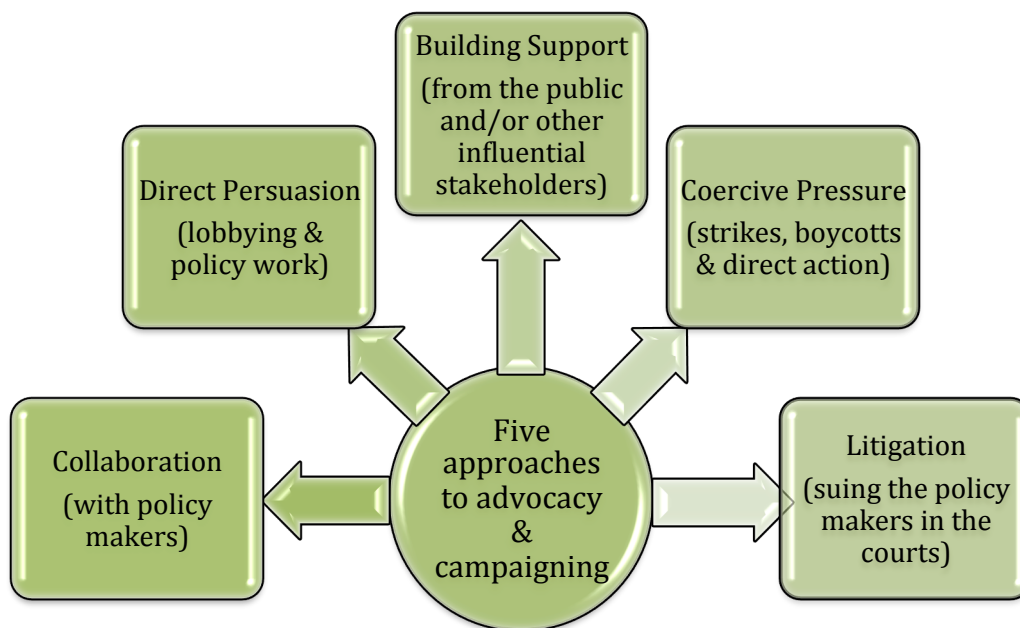 Building Support
(from the public
and/or other
influential
stakeholders)
Direct Persuasion
(lobbying &
policy work)
Coercive Pressure
(strikes, boycotts
& direct action)
Collaboration
(with policy
makers)
Five
approaches
to advocacy
&
campaigning
Litigation
(suing the policy
makers in the
courts)